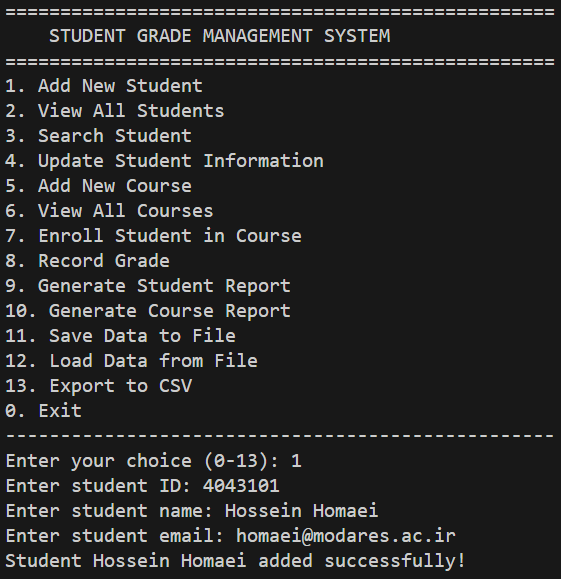 ==================================================
STUDENT GRADE MANAGEMENT SYSTEM
==================================================
1. Add New Student
2. View All Students
3. Search Student
4. Update Student Information
5. Add New Course
6. View All Courses
7. Enroll Student in Course
8. Record Grade
9. Generate Student Report
10. Generate Course Report
11. Save Data to File
12. Load Data from File
13. Export to CSV
0. Exit
--------------------------------------------------
Enter your choice (0-13): 1
Enter student ID: 4043101
Enter student name: Hossein Homaei
Enter student email: homaei@modares.ac.ir
Student Hossein Homaei added successfully!